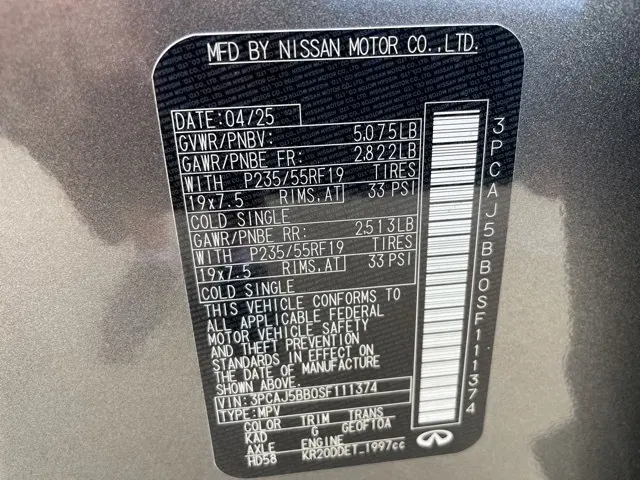 MFD BY NISSAN MOTOR CO.,LTD.
DATE:04/25
GVWR/PNBV: 5,075LB
GAWR/PNBE FR: 2,822LB
WITH P235/55RF19 TIRES
19x7.5 RIMS,AT 33 PSI
COLD SINGLE
GAWR/PNBE RR: 2,513LB
WITH P235/55RF19 TIRES
19x7.5 RIMS,AT 33 PSI
COLD SINGLE
THIS VEHICLE CONFORMS TO
ALL APPLICABLE FEDERAL
MOTOR VEHICLE SAFETY
AND THEFT PREVENTION
STANDARDS IN EFFECT ON
THE DATE OF MANUFACTURE
SHOWN ABOVE.
VIN:3PCAJ5BB0SF111374
TYPE:MPV
COLOR TRIM TRANS
KAD G GE0F10A
AXLE ENGINE
HD58 KR20DDET 1997cc
3PCAJ5BB0SF111374
INFINITI